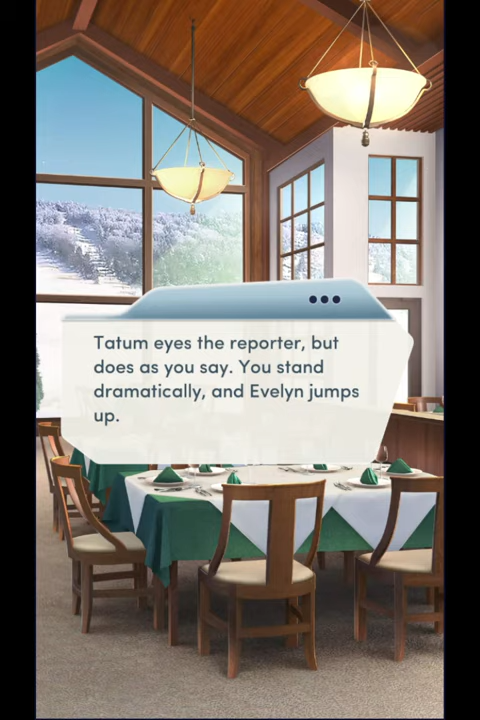 Tatum eyes the reporter, but
does as you say. You stand
dramatically, and Evelyn jumps
up.